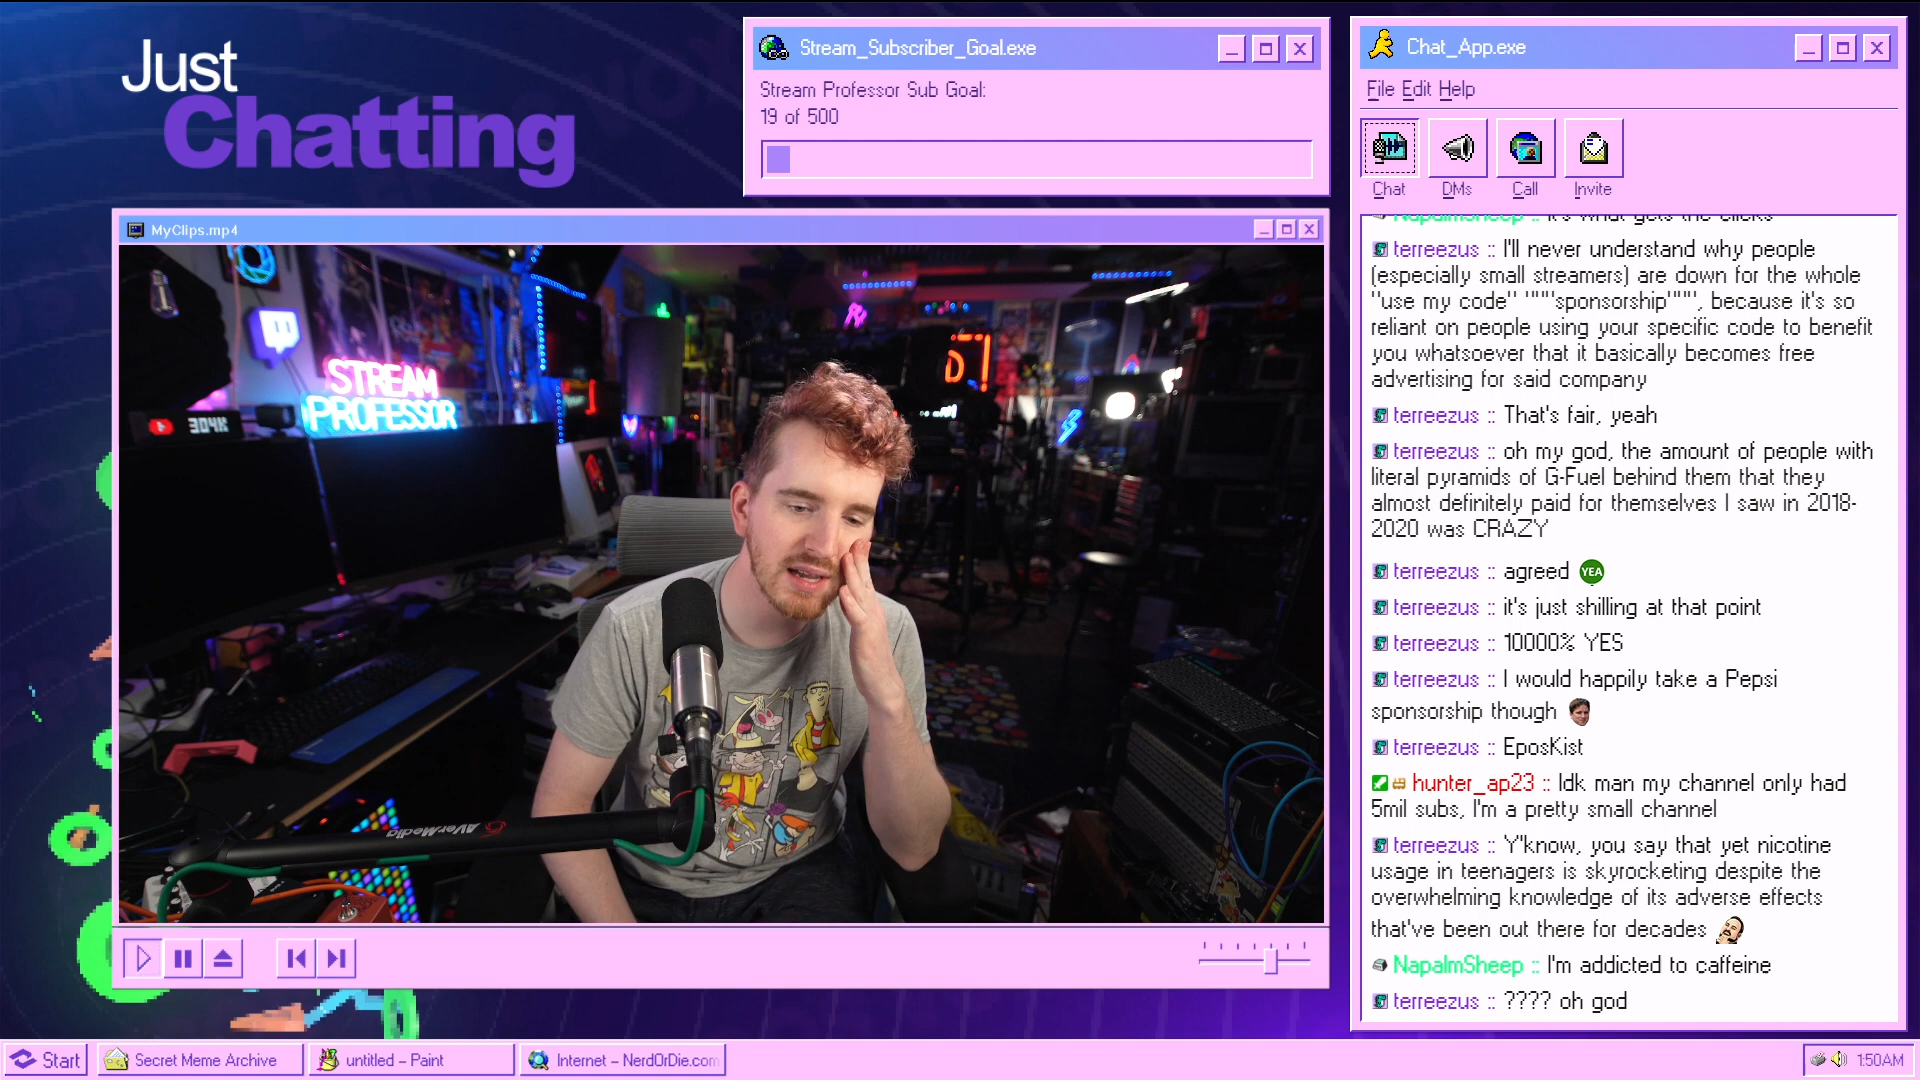 Just
Chatting
Stream_Subscriber_Goal.exe
Stream Professor Sub Goal:
19 of 500
MyClips.mp4
STREAM
PROFESSOR
304K
AVerMedia
Chat_App.exe
File Edit Help
Chat DMs Call Invite
NapalmSheep :: it's what gets the clicks
terreezus :: I'll never understand why people
(especially small streamers) are down for the whole
"use my code" """sponsorship""", because it's so
reliant on people using your specific code to benefit
you whatsoever that it basically becomes free
advertising for said company
terreezus :: That's fair, yeah
terreezus :: oh my god, the amount of people with
literal pyramids of G-Fuel behind them that they
almost definitely paid for themselves I saw in 2018-
2020 was CRAZY
terreezus :: agreed YEA
terreezus :: it's just shilling at that point
terreezus :: 10000% YES
terreezus :: I would happily take a Pepsi
sponsorship though
terreezus :: EposKist
hunter_ap23 :: Idk man my channel only had
5mil subs, I'm a pretty small channel
terreezus :: Y'know, you say that yet nicotine
usage in teenagers is skyrocketing despite the
overwhelming knowledge of its adverse effects
that've been out there for decades
NapalmSheep :: I'm addicted to caffeine
terreezus :: ???? oh god
Start
Secret Meme Archive
untitled - Paint
Internet - NerdOrDie.com
1:50AM